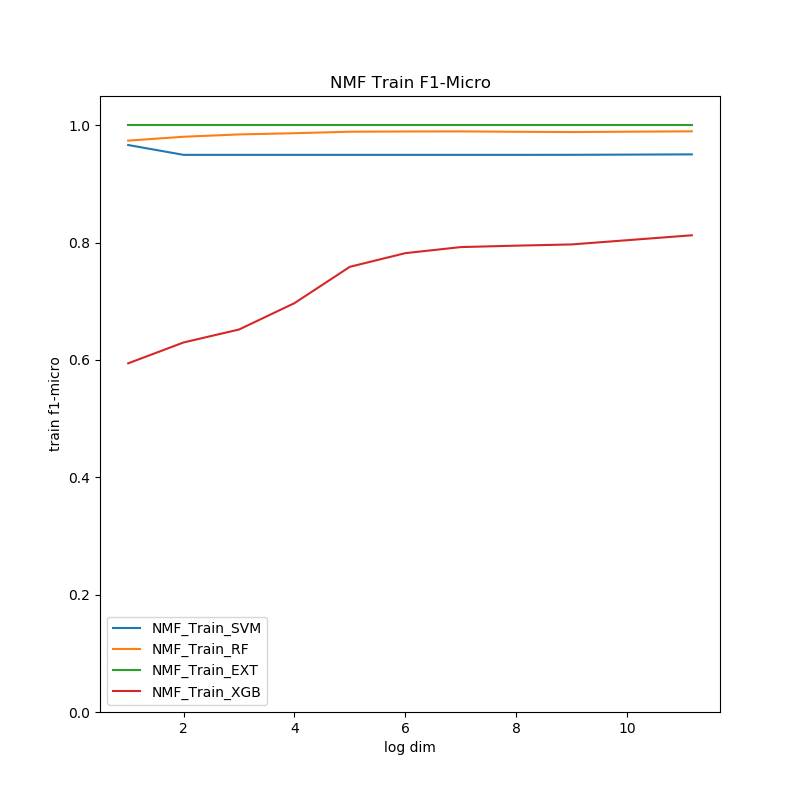 NMF Train F1-Micro
train f1-micro
1.0
0.8
0.6
0.4
0.2
0.0
NMF_Train_SVM
NMF_Train_RF
NMF_Train_EXT
NMF_Train_XGB
2 4 6 8 10
log dim